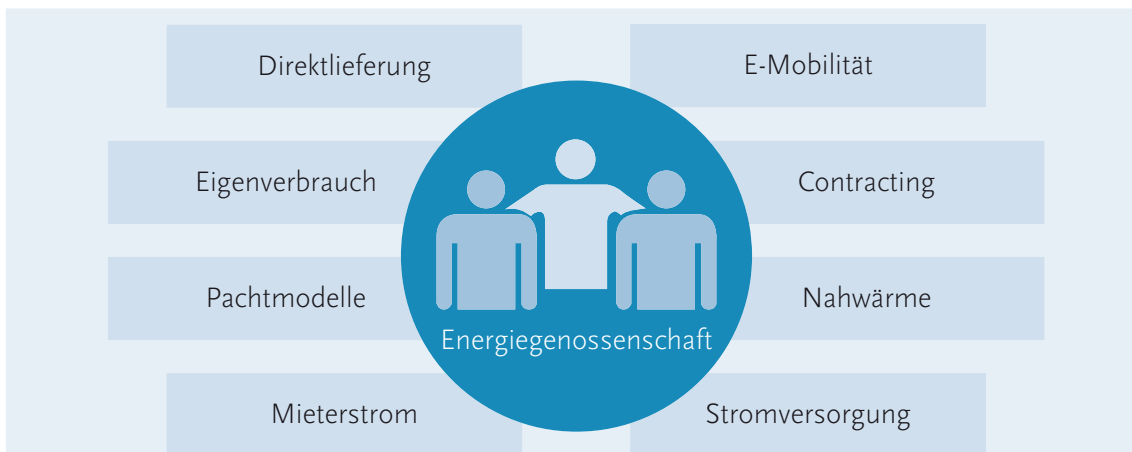 Direktlieferung
E-Mobilität
Eigenverbrauch
Contracting
Pachtmodelle
Nahwärme
Energiegenossenschaft
Mieterstrom
Stromversorgung